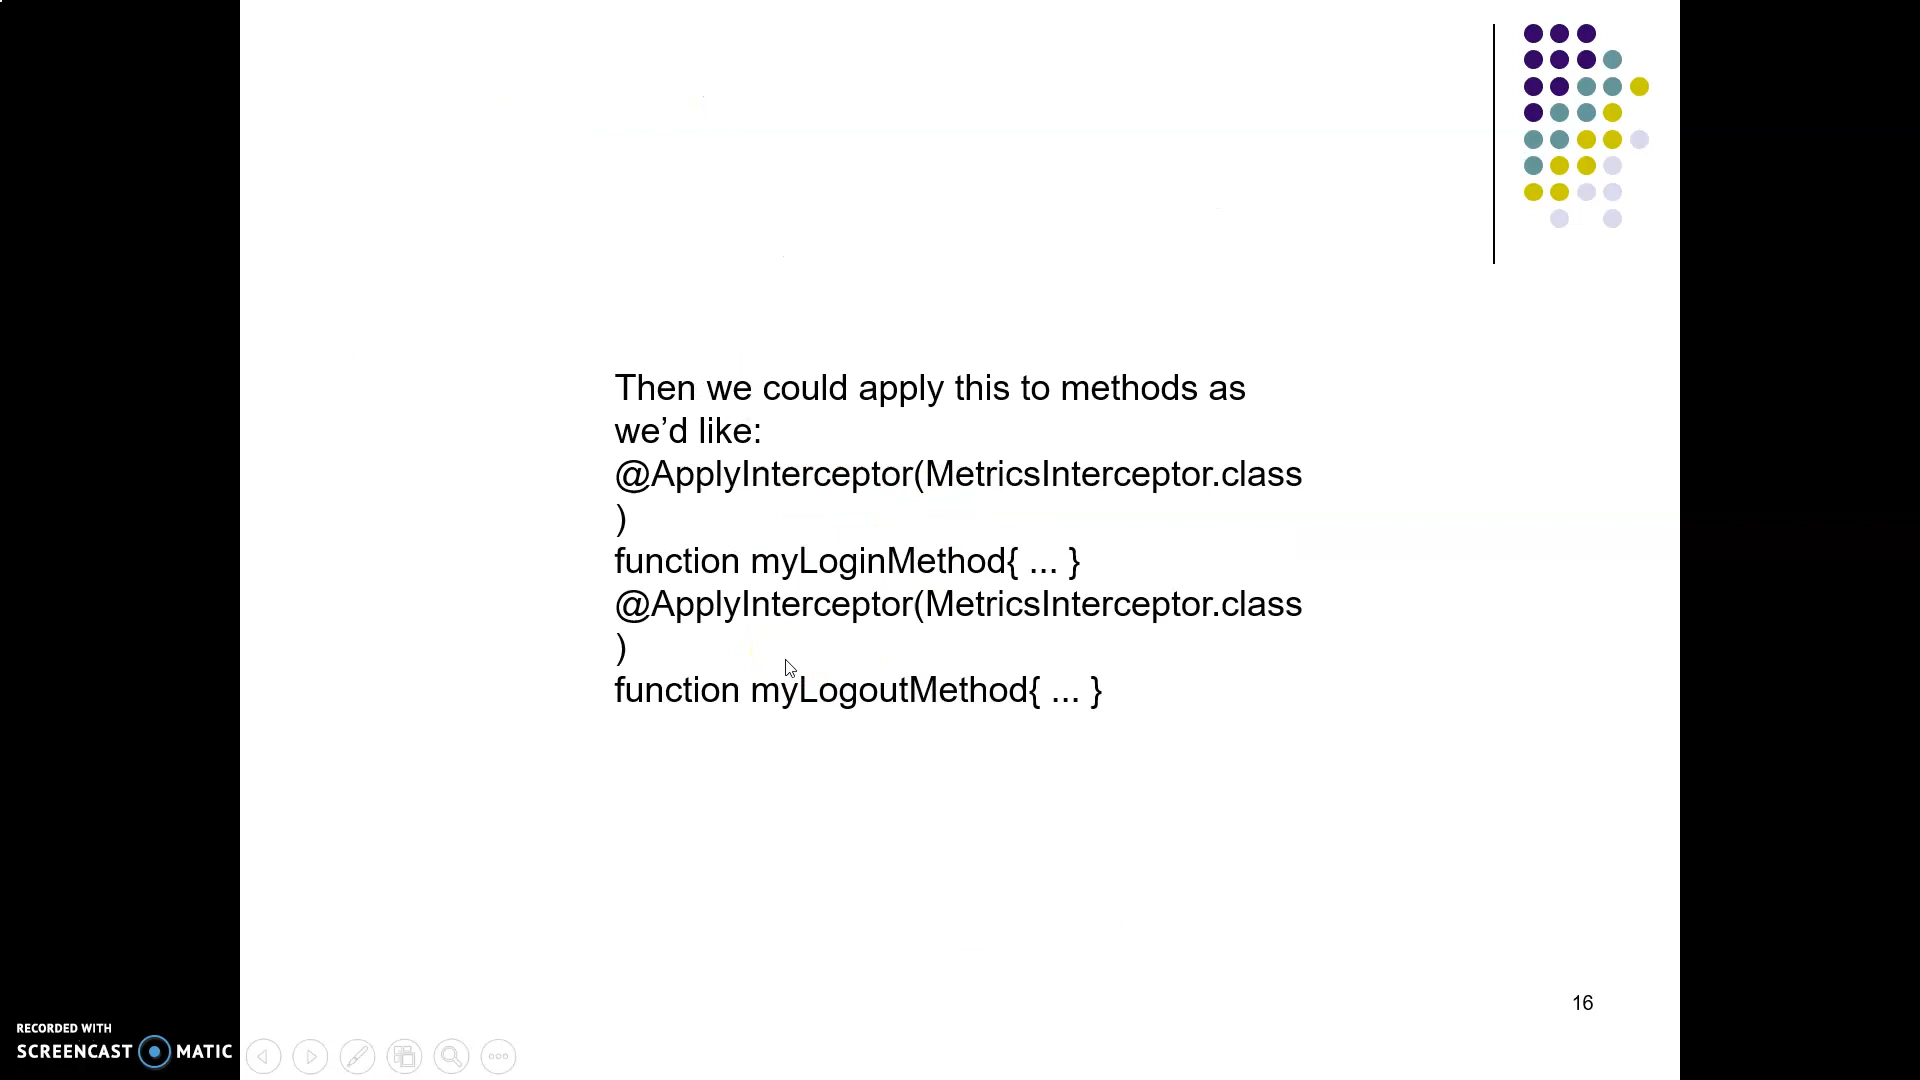 Then we could apply this to methods as
we’d like:
@ApplyInterceptor(MetricsInterceptor.class
)
function myLoginMethod{ ... }
@ApplyInterceptor(MetricsInterceptor.class
)
function myLogoutMethod{ ... }
16
RECORDED WITH
SCREENCAST MATIC